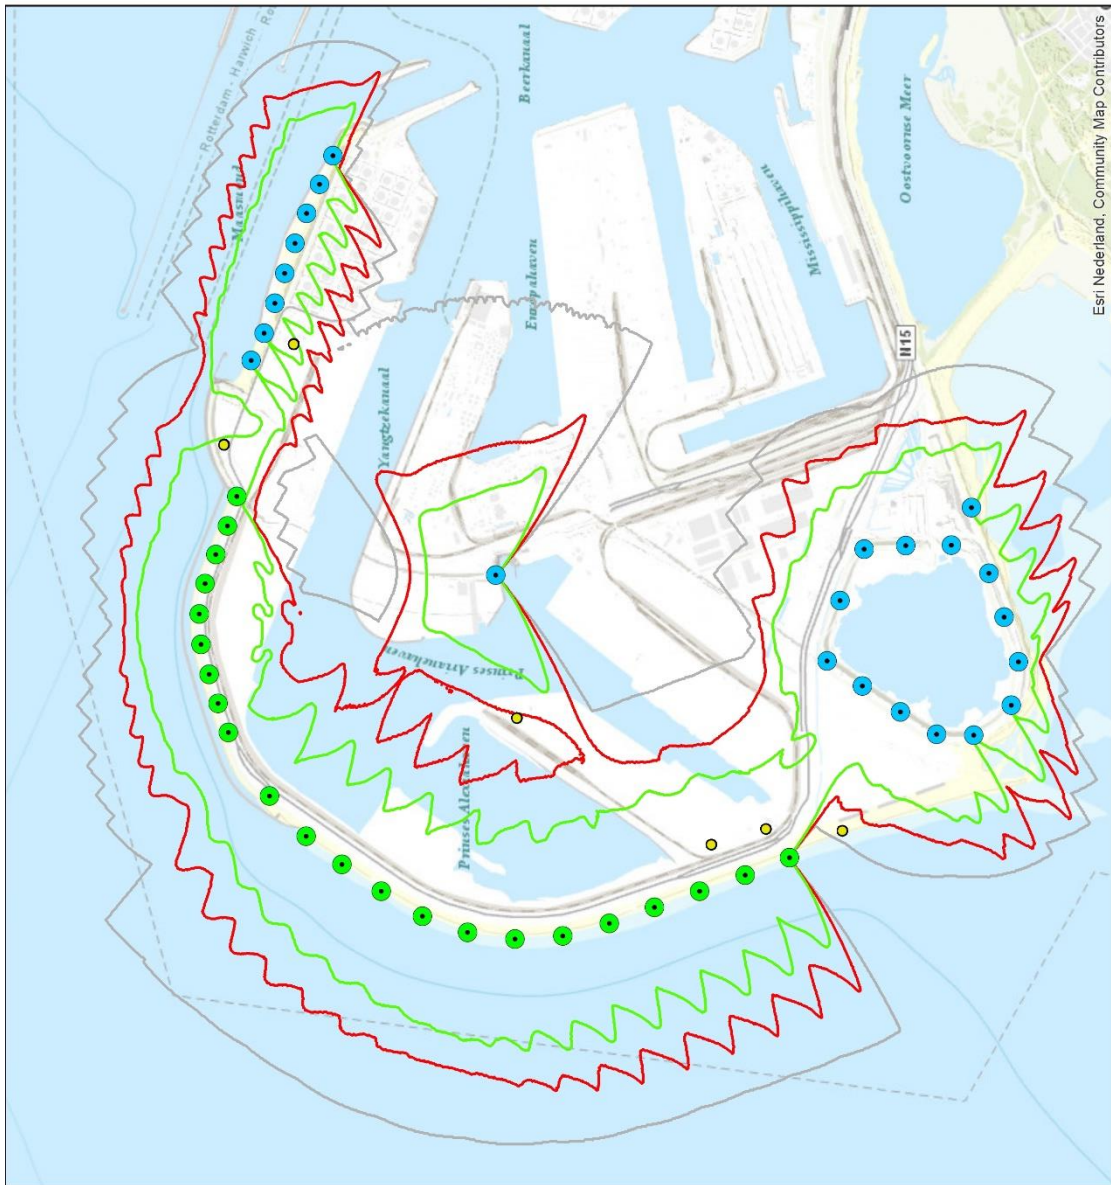 Rotterdam - Harwich Ro
Maasmond
Beerkanaal
Yangtzekanaal
Europahaven
Mississippihaven
Oostvoornse Meer
N15
Prinses Arianehaven
Prinses Alexiahaven
Esri Nederland, Community Map Contributors